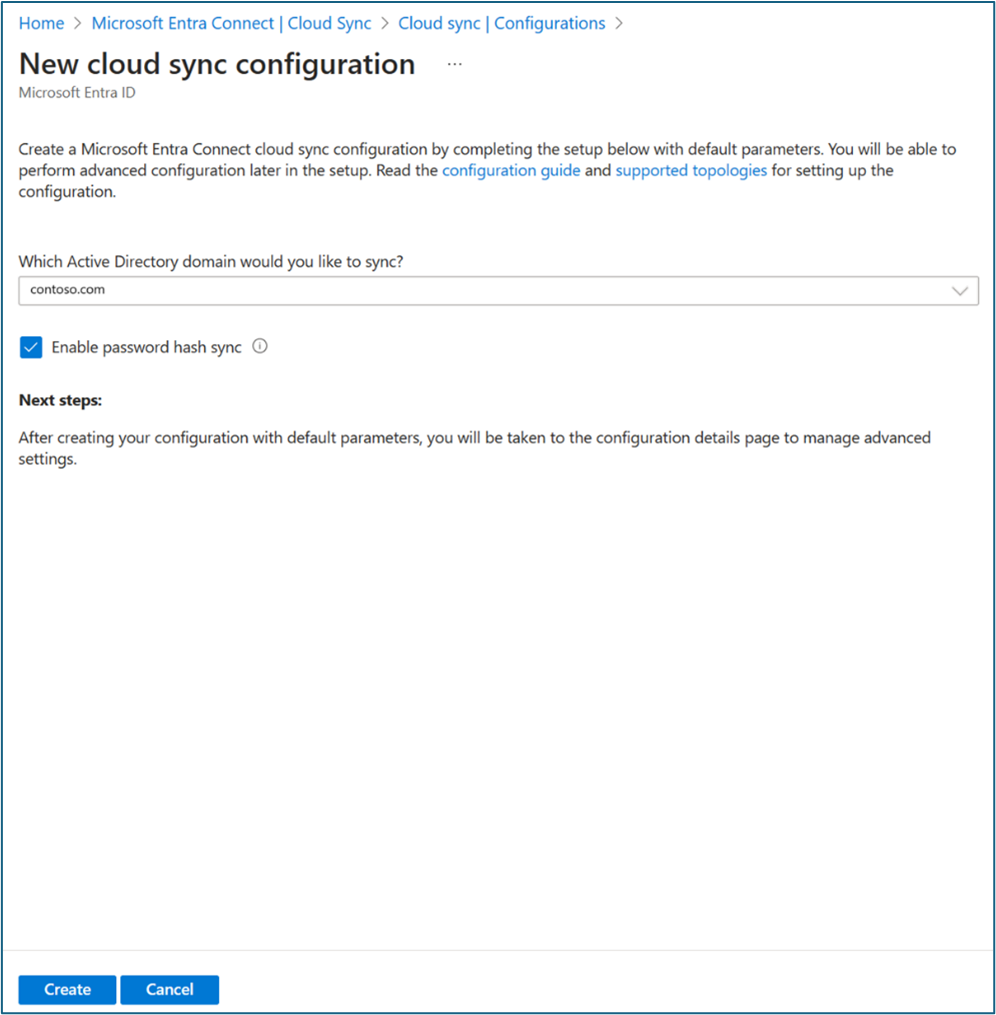 Home > Microsoft Entra Connect | Cloud Sync > Cloud sync | Configurations >
New cloud sync configuration ...
Microsoft Entra ID
Create a Microsoft Entra Connect cloud sync configuration by completing the setup below with default parameters. You will be able to
perform advanced configuration later in the setup. Read the configuration guide and supported topologies for setting up the
configuration.
Which Active Directory domain would you like to sync?
contoso.com
Enable password hash sync
Next steps:
After creating your configuration with default parameters, you will be taken to the configuration details page to manage advanced
settings.
Create Cancel